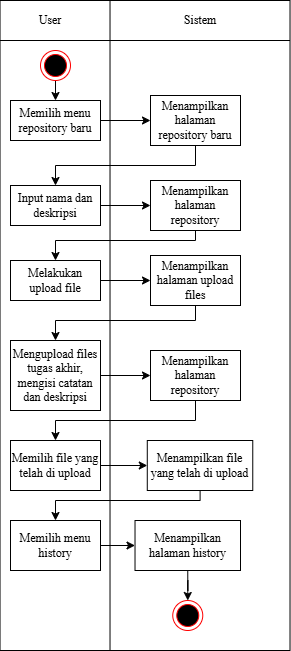 User
Sistem
Memilih menu
repository baru
Menampilkan
halaman
repository baru
Input nama dan
deskripsi
Menampilkan
halaman
repository
Melakukan
upload file
Menampilkan
halaman upload
files
Mengupload files
tugas akhir,
mengisi catatan
dan deskripsi
Menampilkan
halaman
repository
Memilih file yang
telah di upload
Menampilkan file
yang telah di upload
Memilih menu
history
Menampilkan
halaman history